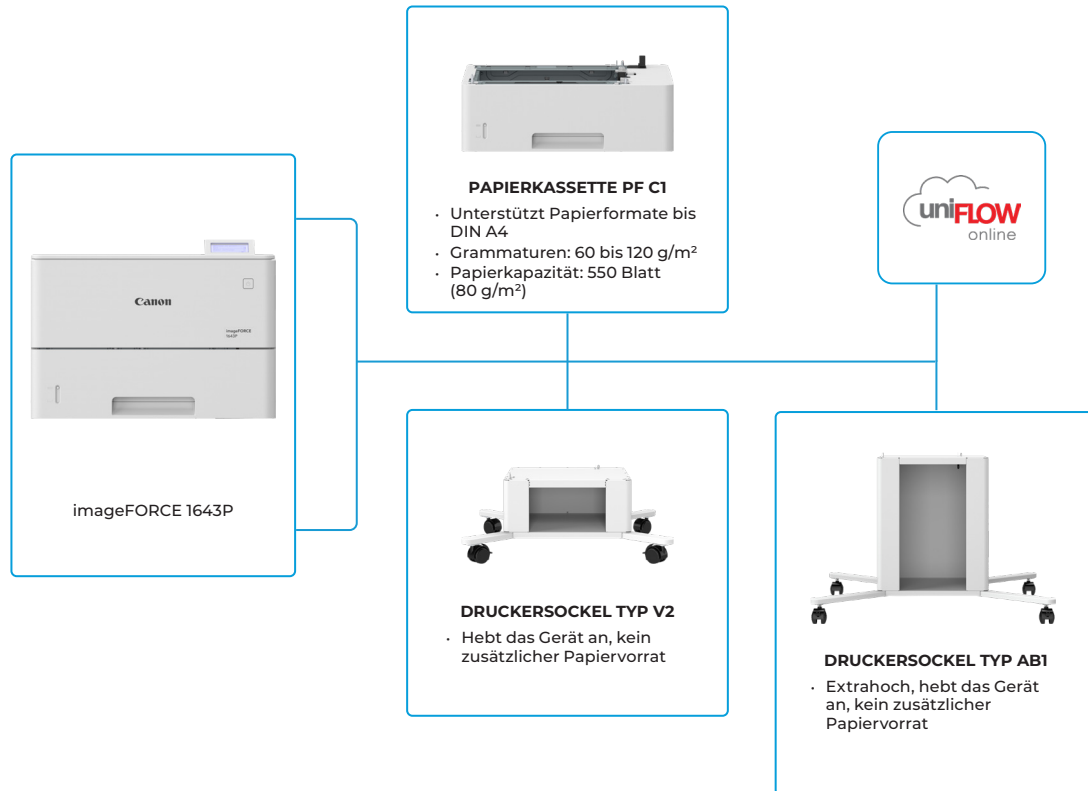 PAPIERKASSETTE PF C1
· Unterstützt Papierformate bis
DIN A4
· Grammaturen: 60 bis 120 g/m²
· Papierkapazität: 550 Blatt
(80 g/m²)
uniFLOW
online
Canon
imageFORCE
1643P
imageFORCE 1643P
DRUCKERSOCKEL TYP V2
· Hebt das Gerät an, kein
zusätzlicher Papiervorrat
DRUCKERSOCKEL TYP AB1
· Extrahoch, hebt das Gerät
an, kein zusätzlicher
Papiervorrat